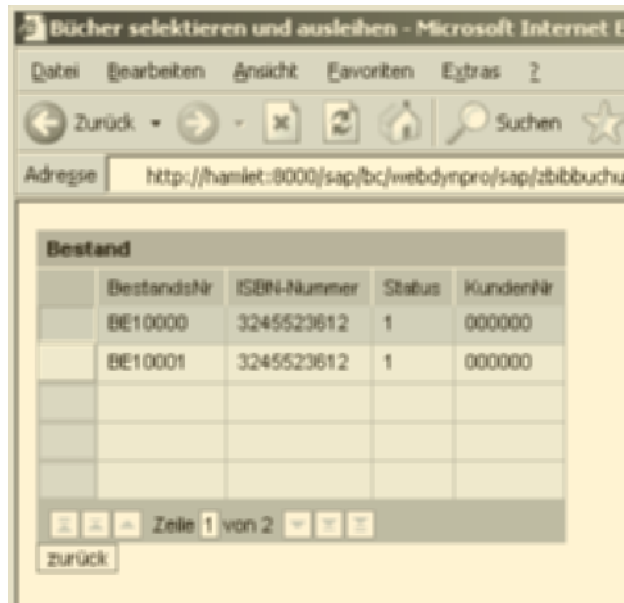 Bücher selektieren und ausleihen - Microsoft Internet E
Datei Bearbeiten Ansicht Favoriten Extras ?
Zurück Suchen
Adresse http://hamlet:8000/sap/bc/webdynpro/sap/zbibbuchu
Bestand
BestandsNr ISBN-Nummer Status KundenNr
BE10000 3245523612 1 000000
BE10001 3245523612 1 000000
Zeile 1 von 2
zurück